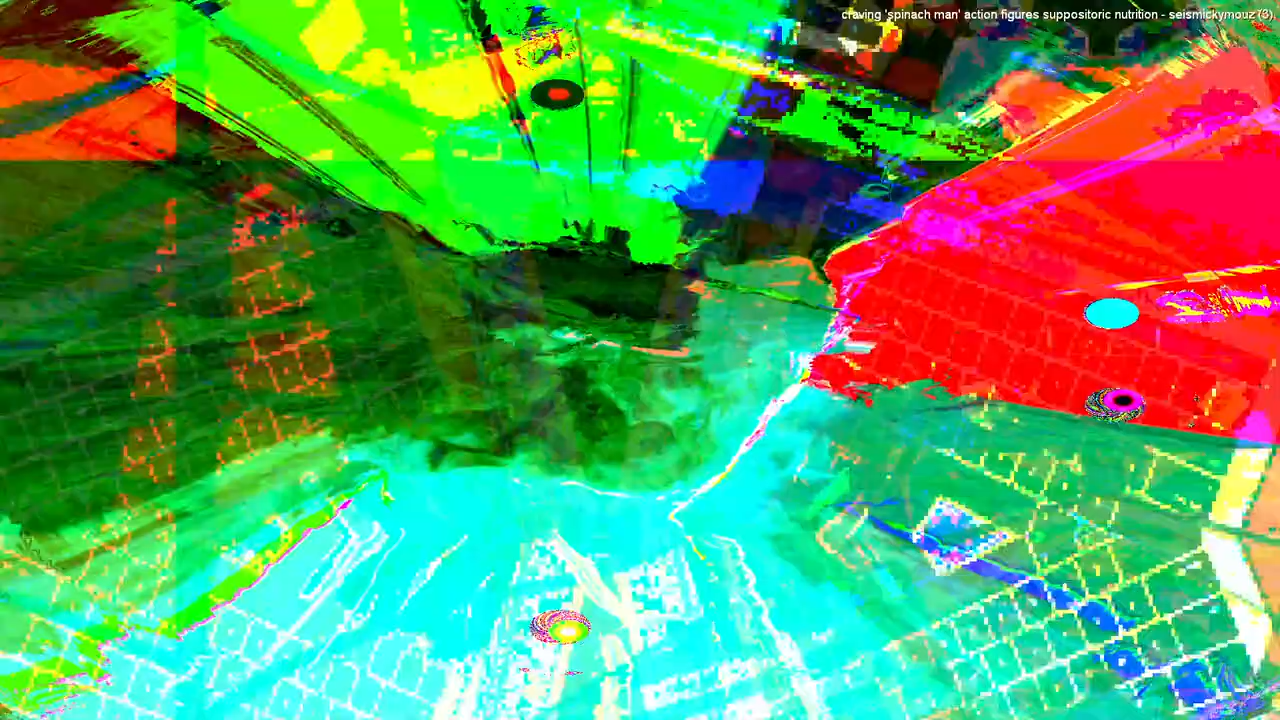 craving 'spinach man' action figures suppositoric nutrition - seismickymouz (3)